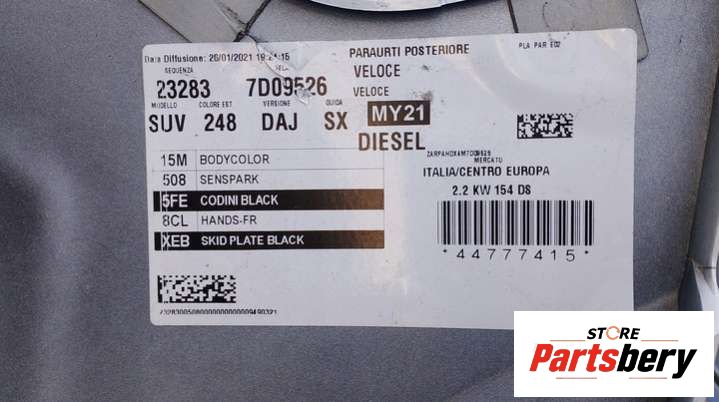 Data Diffusione: 26/01/2021 19:21:15
PARAURTI POSTERIORE
PLA: PAR E02
SEQUENZA
23283 7D09526
VELOCE
VELOCE
MODELLO COLORE EST VERSIONE GUIDA
SUV 248 DAJ SX MY21
DIESEL
15M BODYCOLOR
508 SENSPARK
5FE CODINI BLACK
8CL HANDS-FR
XEB SKID PLATE BLACK
MERCATO
ITALIA/CENTRO EUROPA
2.2 KW 154 DS
*44777415*
STORE
Partsbery